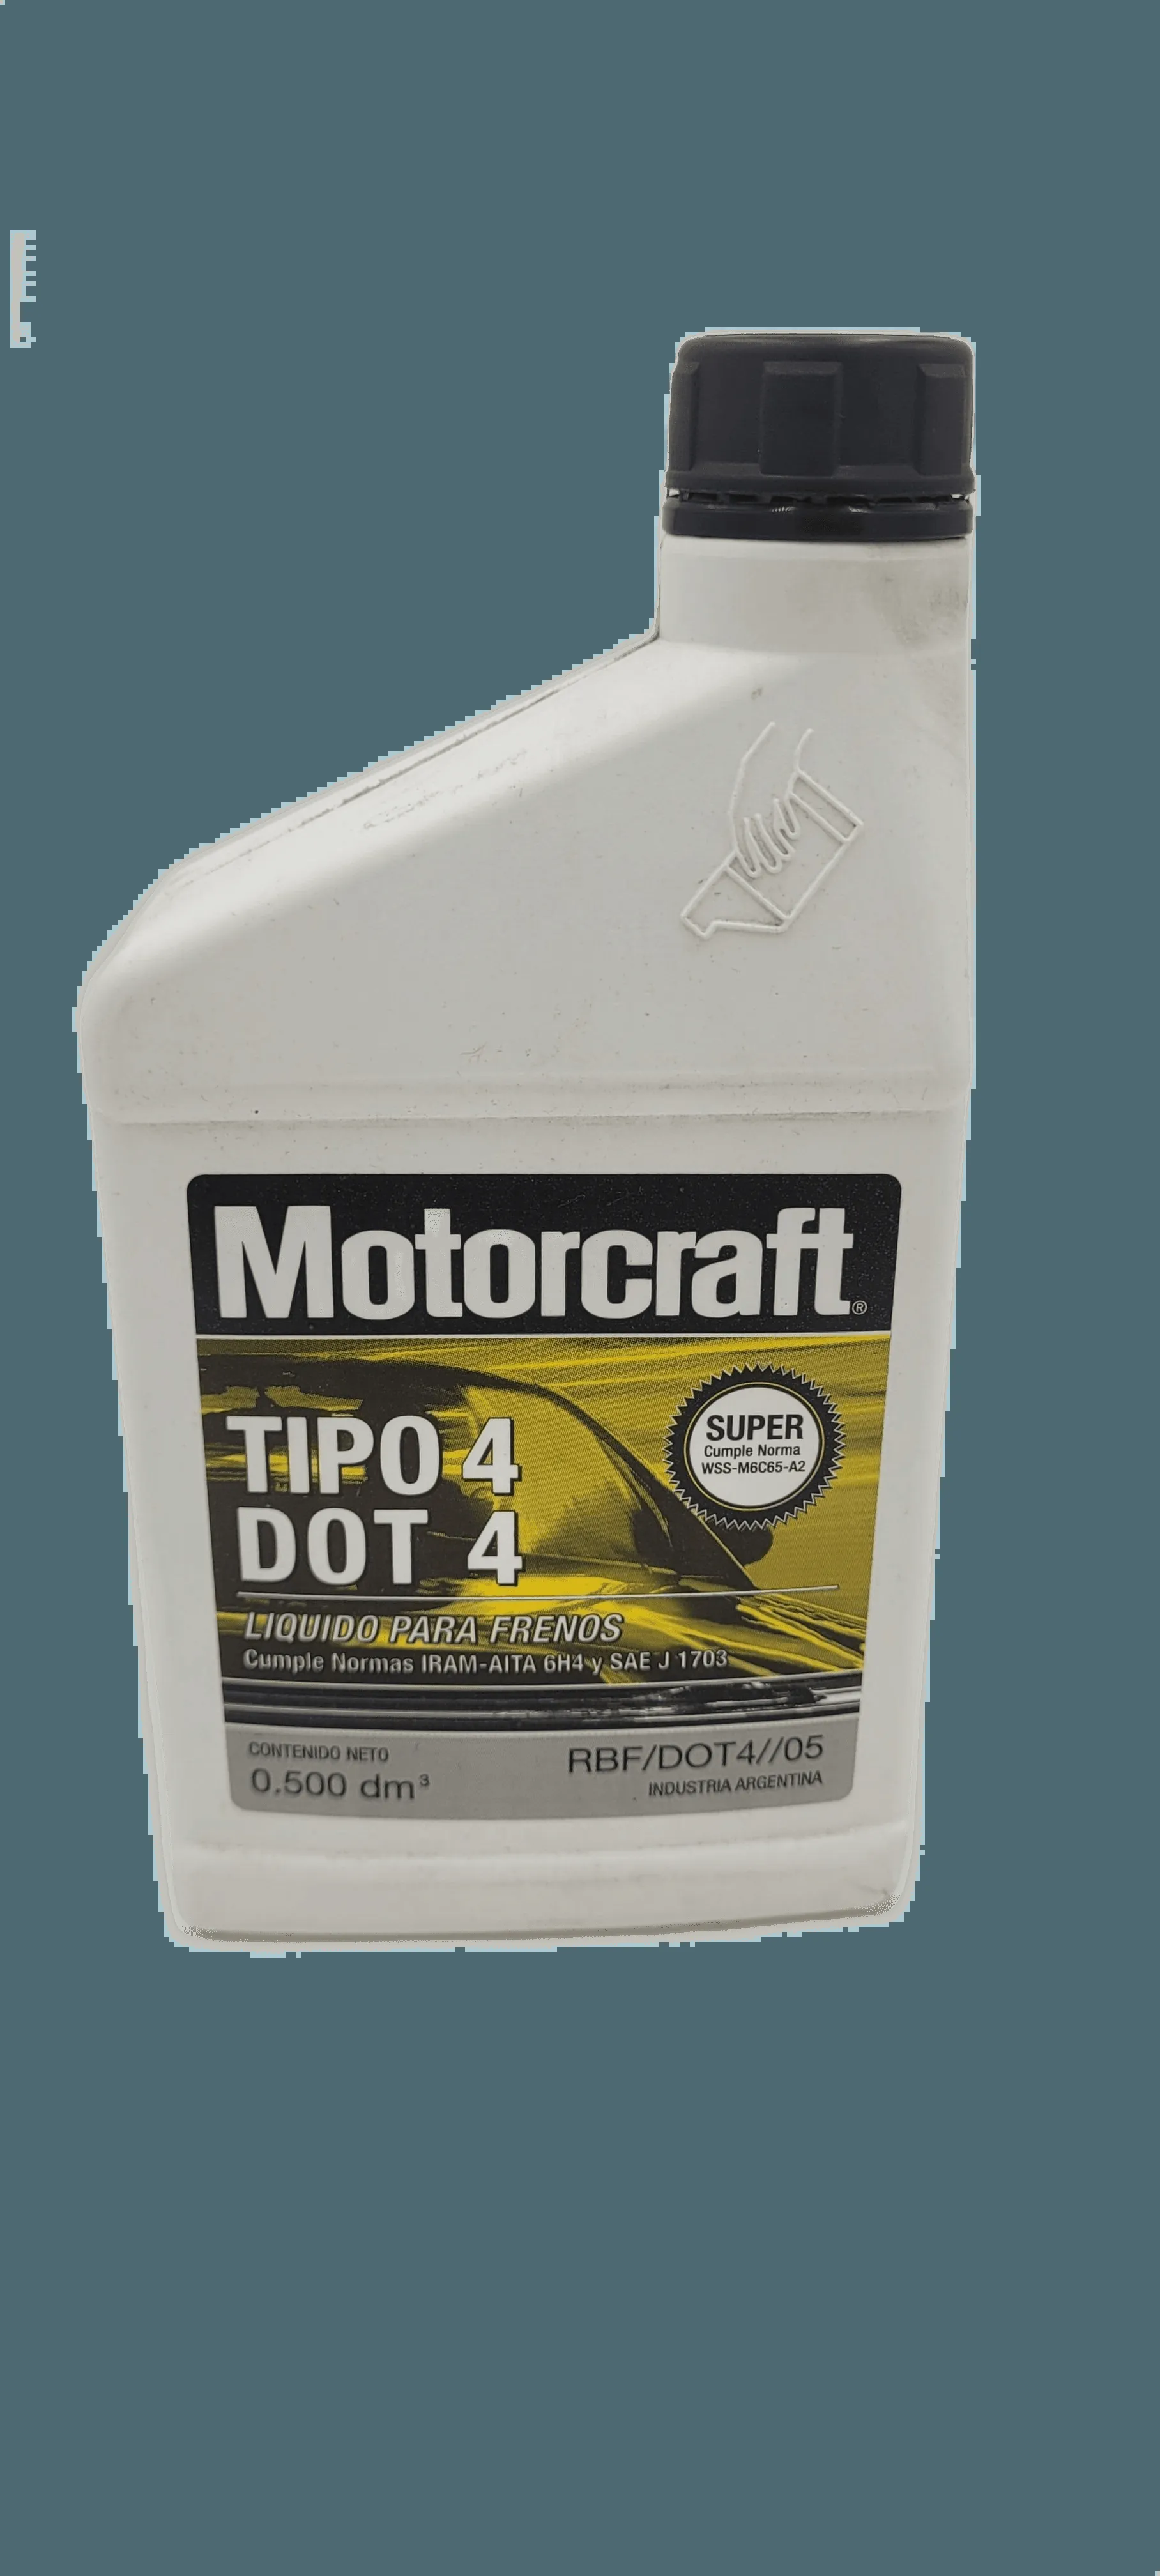 Motorcraft®
TIPO 4
DOT 4
SUPER
Cumple Norma
WSS-M6C65-A2
LIQUIDO PARA FRENOS
Cumple Normas IRAM-AITA 6H4 y SAE J 1703
CONTENIDO NETO
0.500 dm³
RBF/DOT4//05
INDUSTRIA ARGENTINA